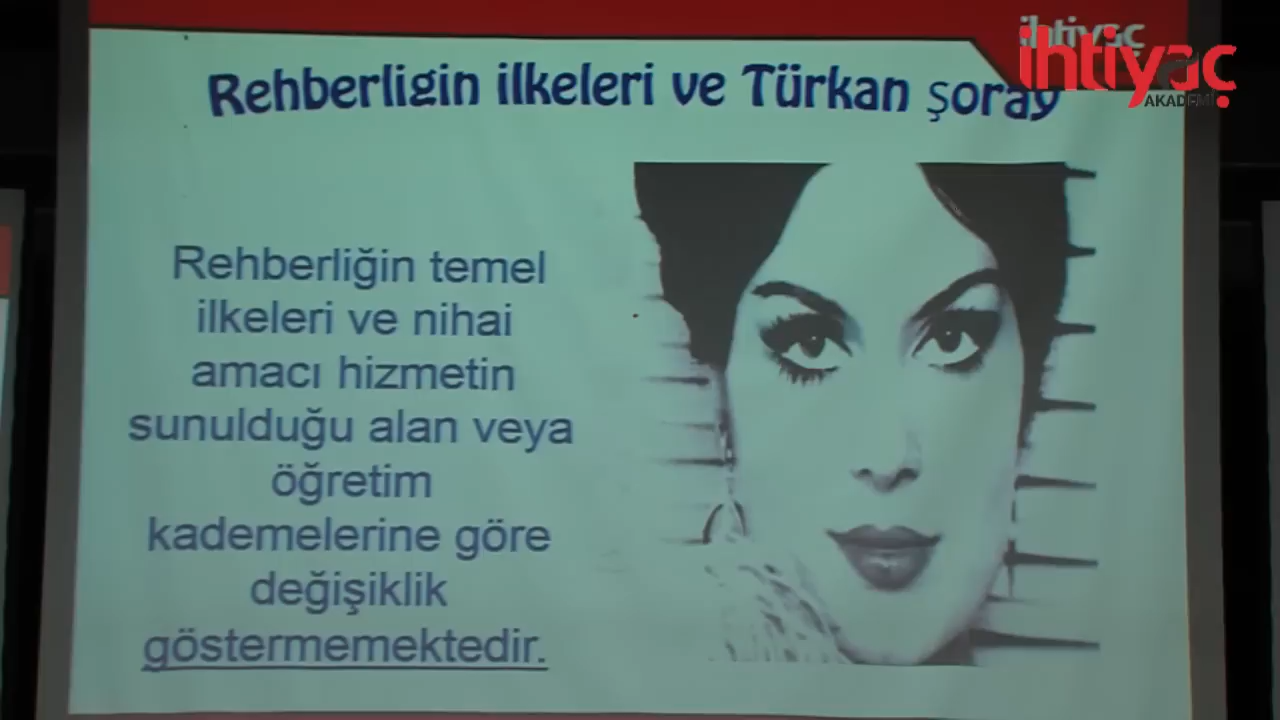 ihtiyaç
ihtiyaç
AKADEMİ
Rehberligin ilkeleri ve Türkan şoray
Rehberliğin temel
ilkeleri ve nihai
amacı hizmetin
sunulduğu alan veya
öğretim
kademelerine göre
değişiklik
göstermemektedir.